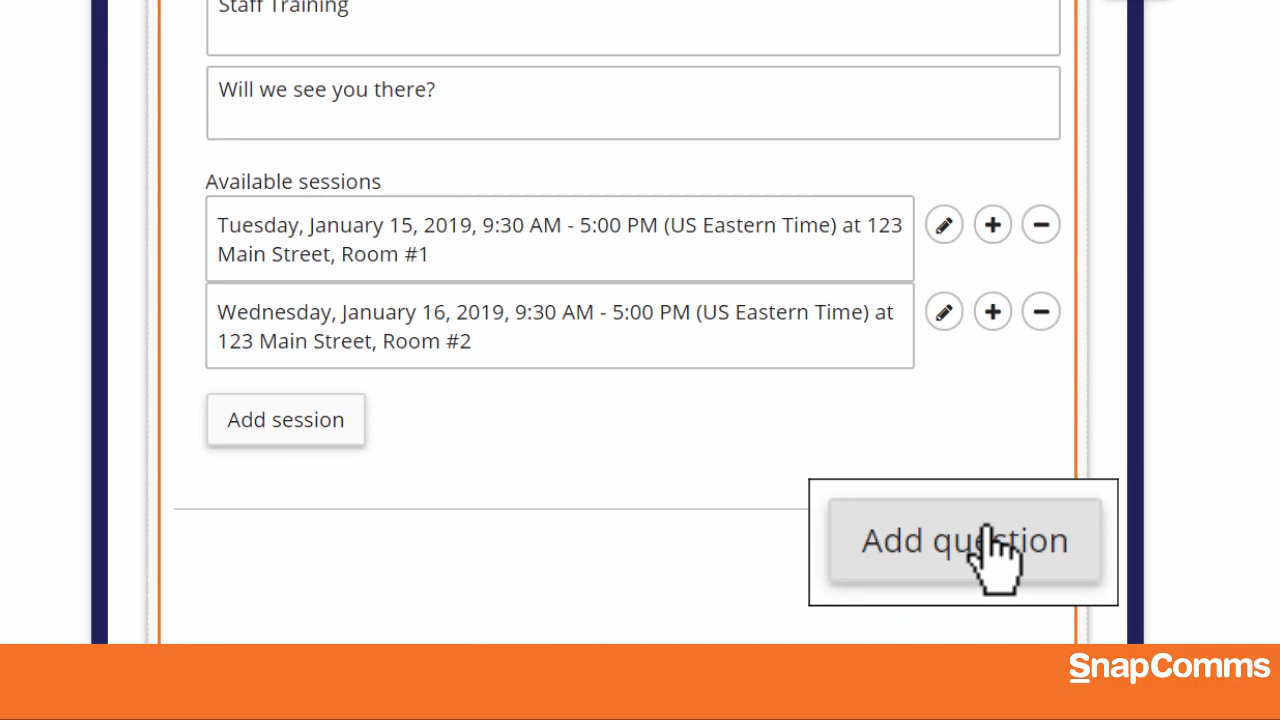 Staff Training
Will we see you there?
Available sessions
Tuesday, January 15, 2019, 9:30 AM - 5:00 PM (US Eastern Time) at 123
Main Street, Room #1
Wednesday, January 16, 2019, 9:30 AM - 5:00 PM (US Eastern Time) at
123 Main Street, Room #2
Add session
Add question
SnapComms